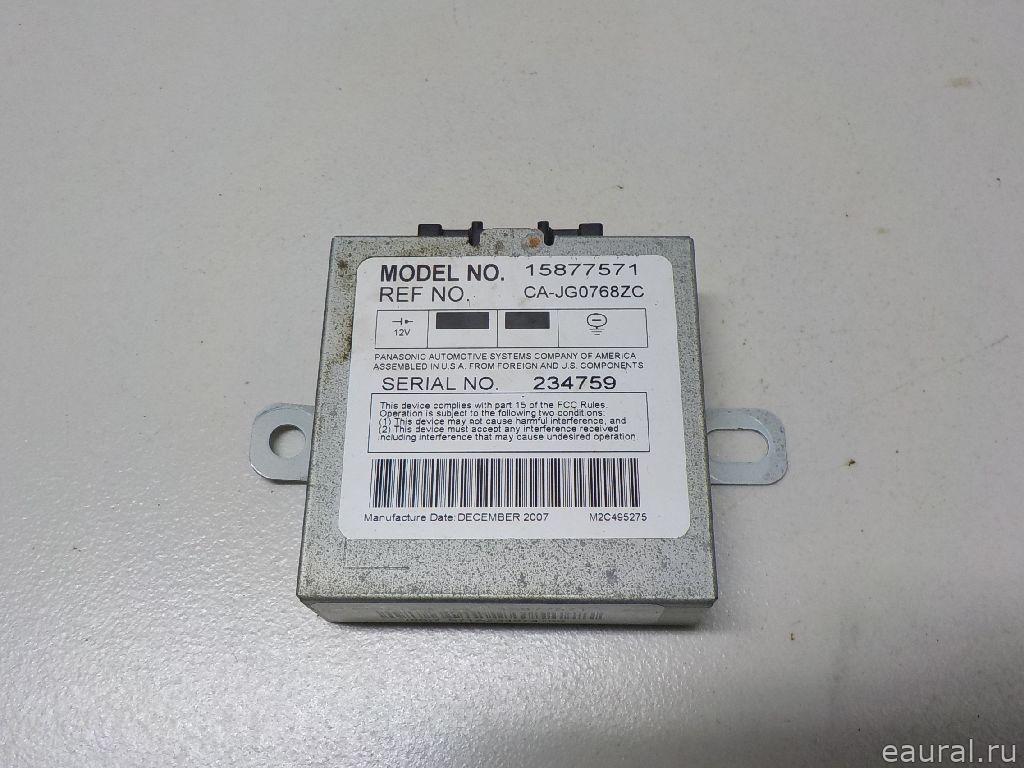 MODEL NO. 15877571
REF NO. CA-JG0768ZC
12V
PANASONIC AUTOMOTIVE SYSTEMS COMPANY OF AMERICA
ASSEMBLED IN U.S.A. FROM FOREIGN AND U.S. COMPONENTS
SERIAL NO. 234759
This device complies with part 15 of the FCC Rules.
Operation is subject to the following two conditions:
(1) This device may not cause harmful interference, and
(2) This device must accept any interference received
including interference that may cause undesired operation.
Manufacture Date: DECEMBER 2007 M2C495275
eaural.ru